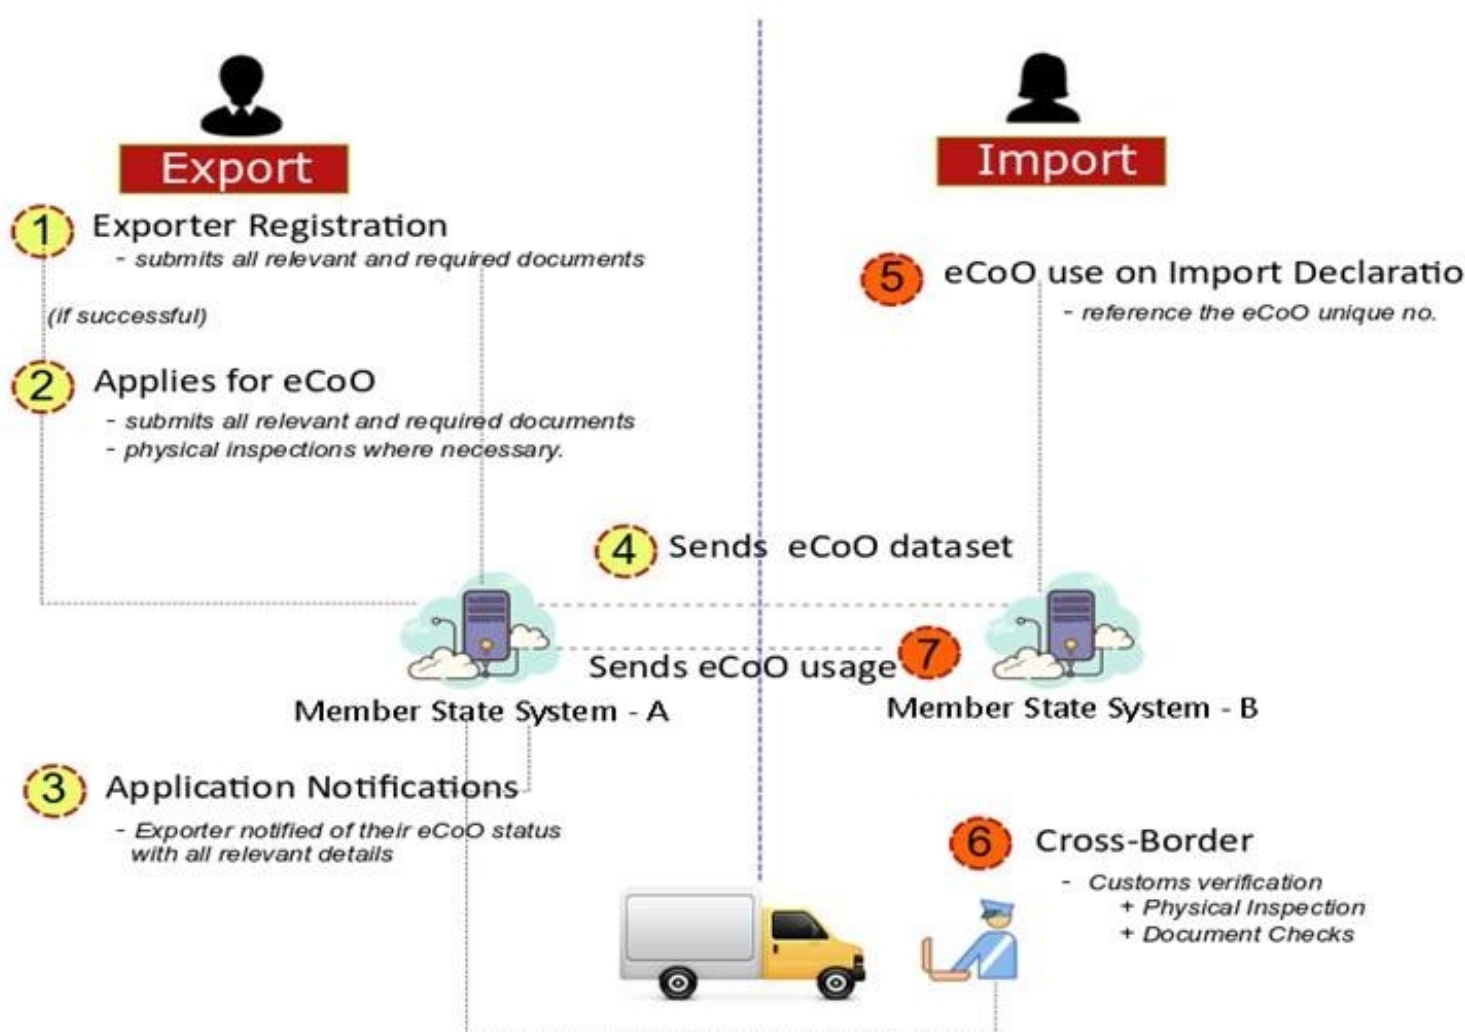 Export
1 Exporter Registration
- submits all relevant and required documents
(if successful)
2 Applies for eCoO
- submits all relevant and required documents
- physical inspections where necessary.
Import
5 eCoO use on Import Declaratio
- reference the eCoO unique no.
4 Sends eCoO dataset
Sends eCoO usage 7
Member State System - A
Member State System - B
3 Application Notifications
- Exporter notified of their eCoO status
with all relevant details
6 Cross-Border
- Customs verification
+ Physical Inspection
+ Document Checks